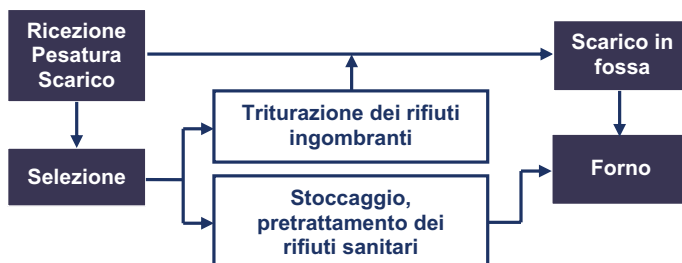 Ricezione
Pesatura
Scarico
Scarico in
fossa
Triturazione dei rifiuti
ingombranti
Selezione
Forno
Stoccaggio,
pretrattamento dei
rifiuti sanitari